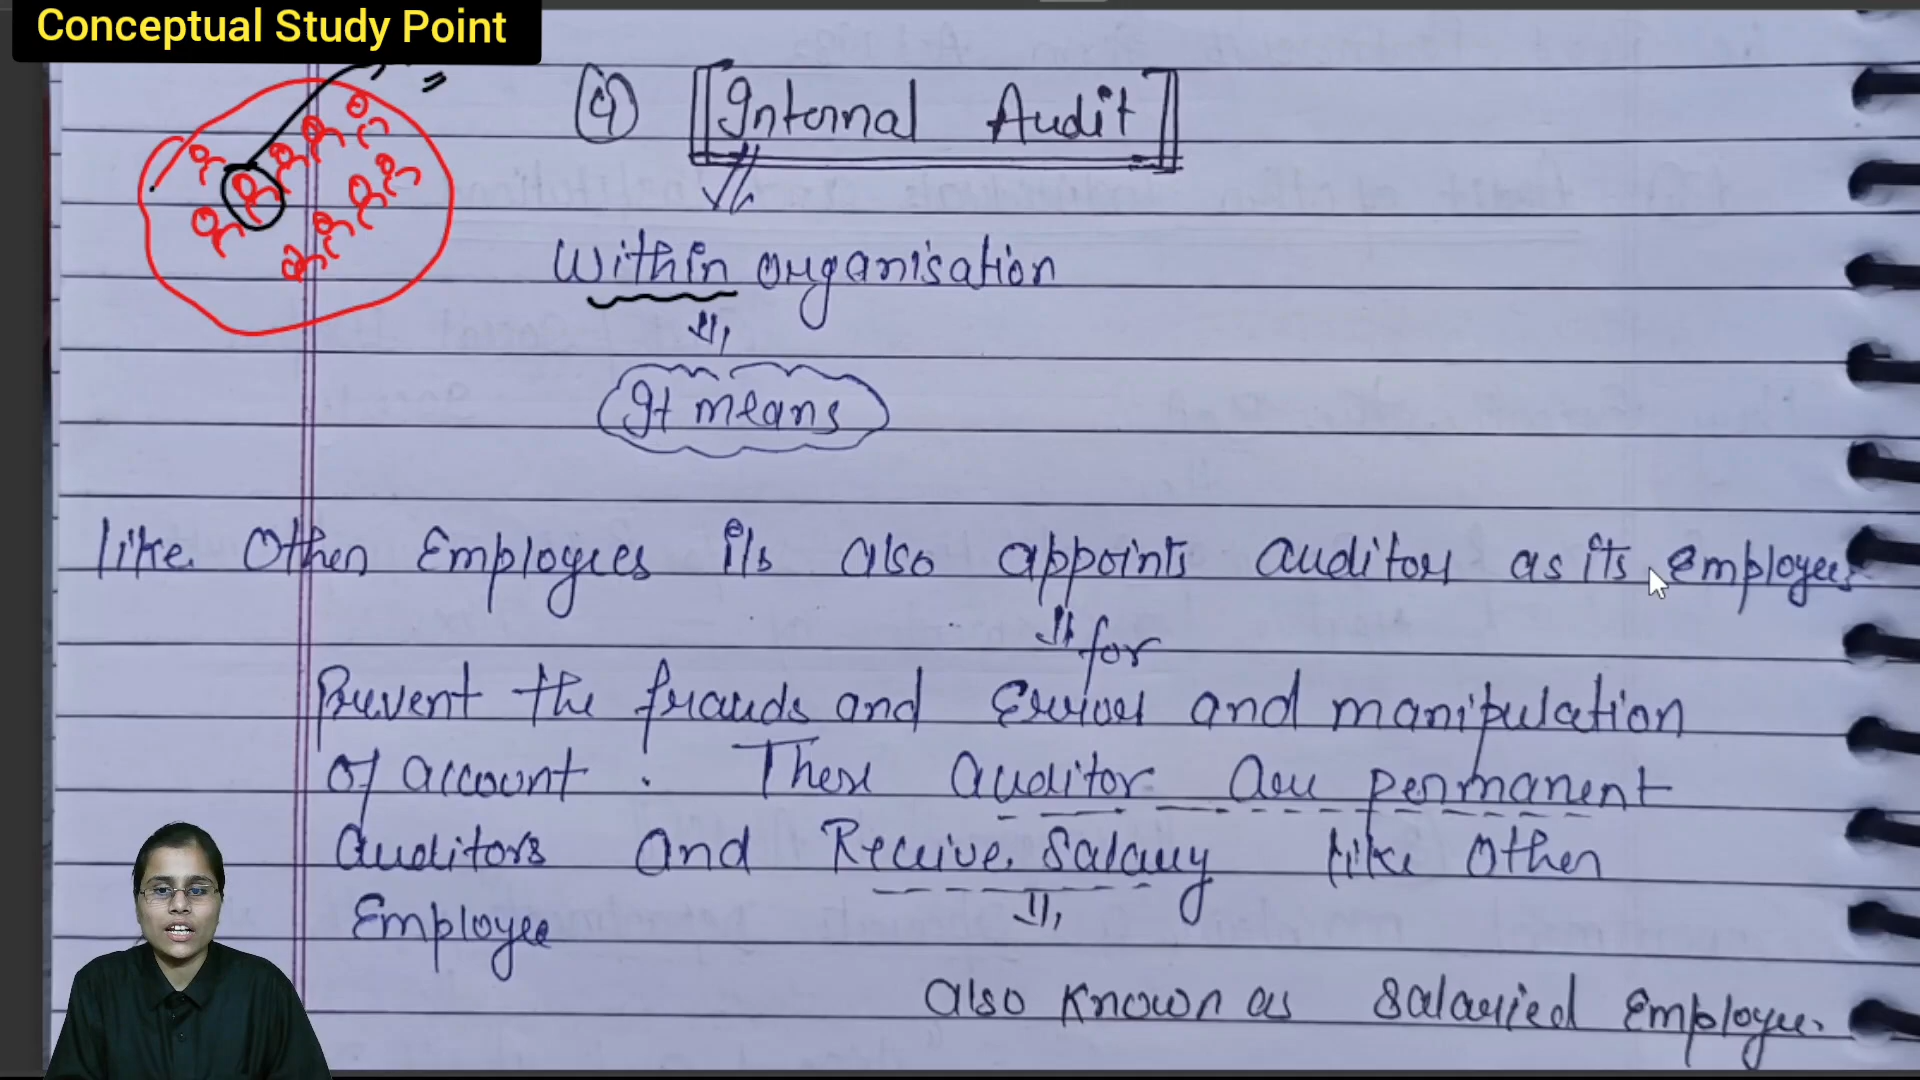 Conceptual Study Point
④ Internal Audit
Within organisation
It means
like Other Employees its also appoints auditors as its employees
for
Prevent the frauds and Errors and manipulation
of account. These auditor are permanent
auditors and Receive Salary like Other
Employee
also known as salaried Employee.